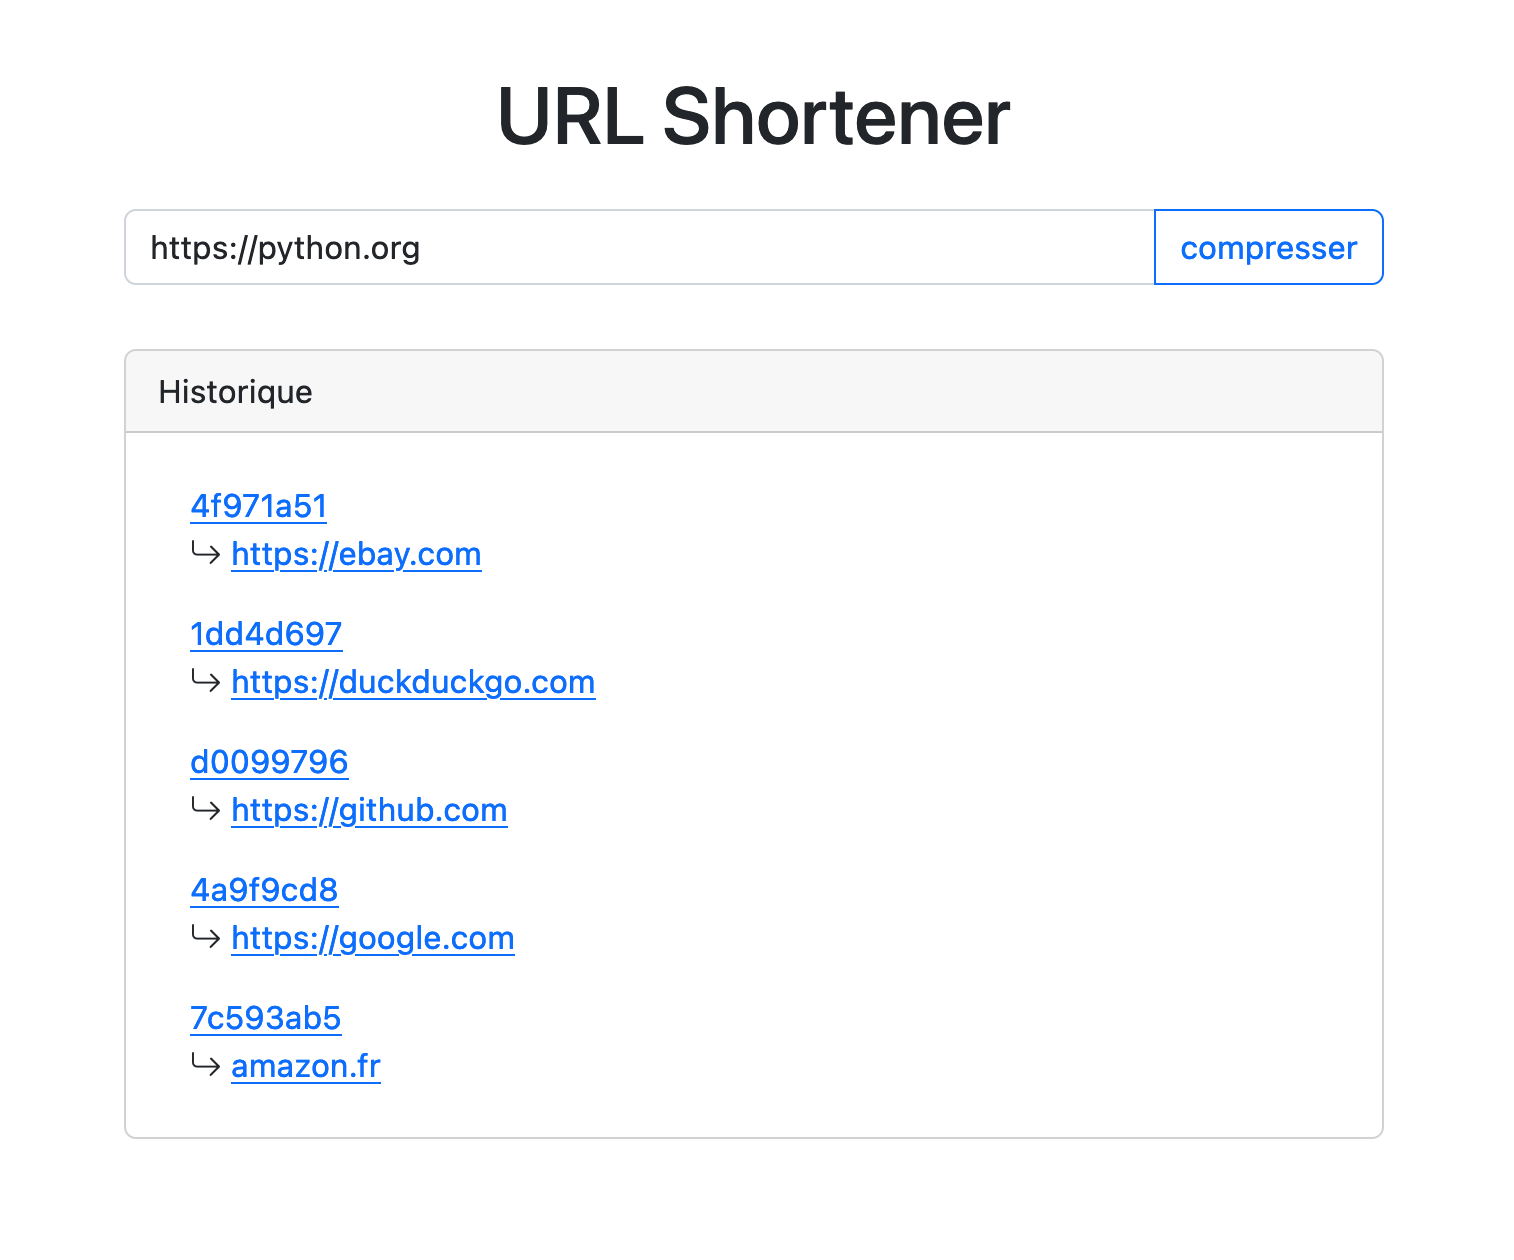 URL Shortener
https://python.org
compresser
Historique
4f971a51
https://ebay.com
1dd4d697
https://duckduckgo.com
d0099796
https://github.com
4a9f9cd8
https://google.com
7c593ab5
amazon.fr